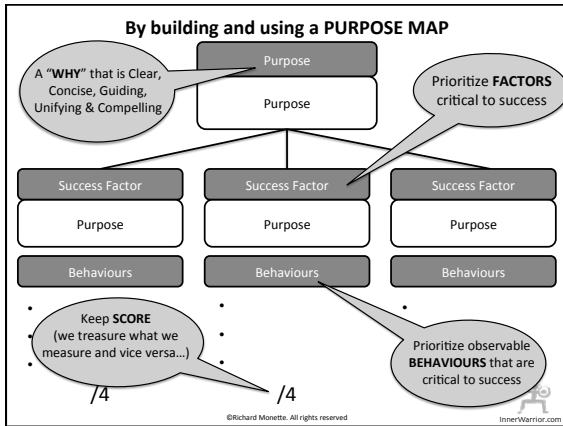 By building and using a PURPOSE MAP
Purpose
A “WHY” that is Clear,
Concise, Guiding,
Unifying & Compelling
Purpose
Prioritize FACTORS
critical to success
Success Factor
Success Factor
Success Factor
Purpose
Purpose
Purpose
Behaviours
Behaviours
Behaviours
Keep SCORE
(we treasure what we
measure and vice versa…)
Prioritize observable
BEHAVIOURS that are
critical to success
/4
/4
©Richard Monette. All rights reserved
InnerWarrior.com